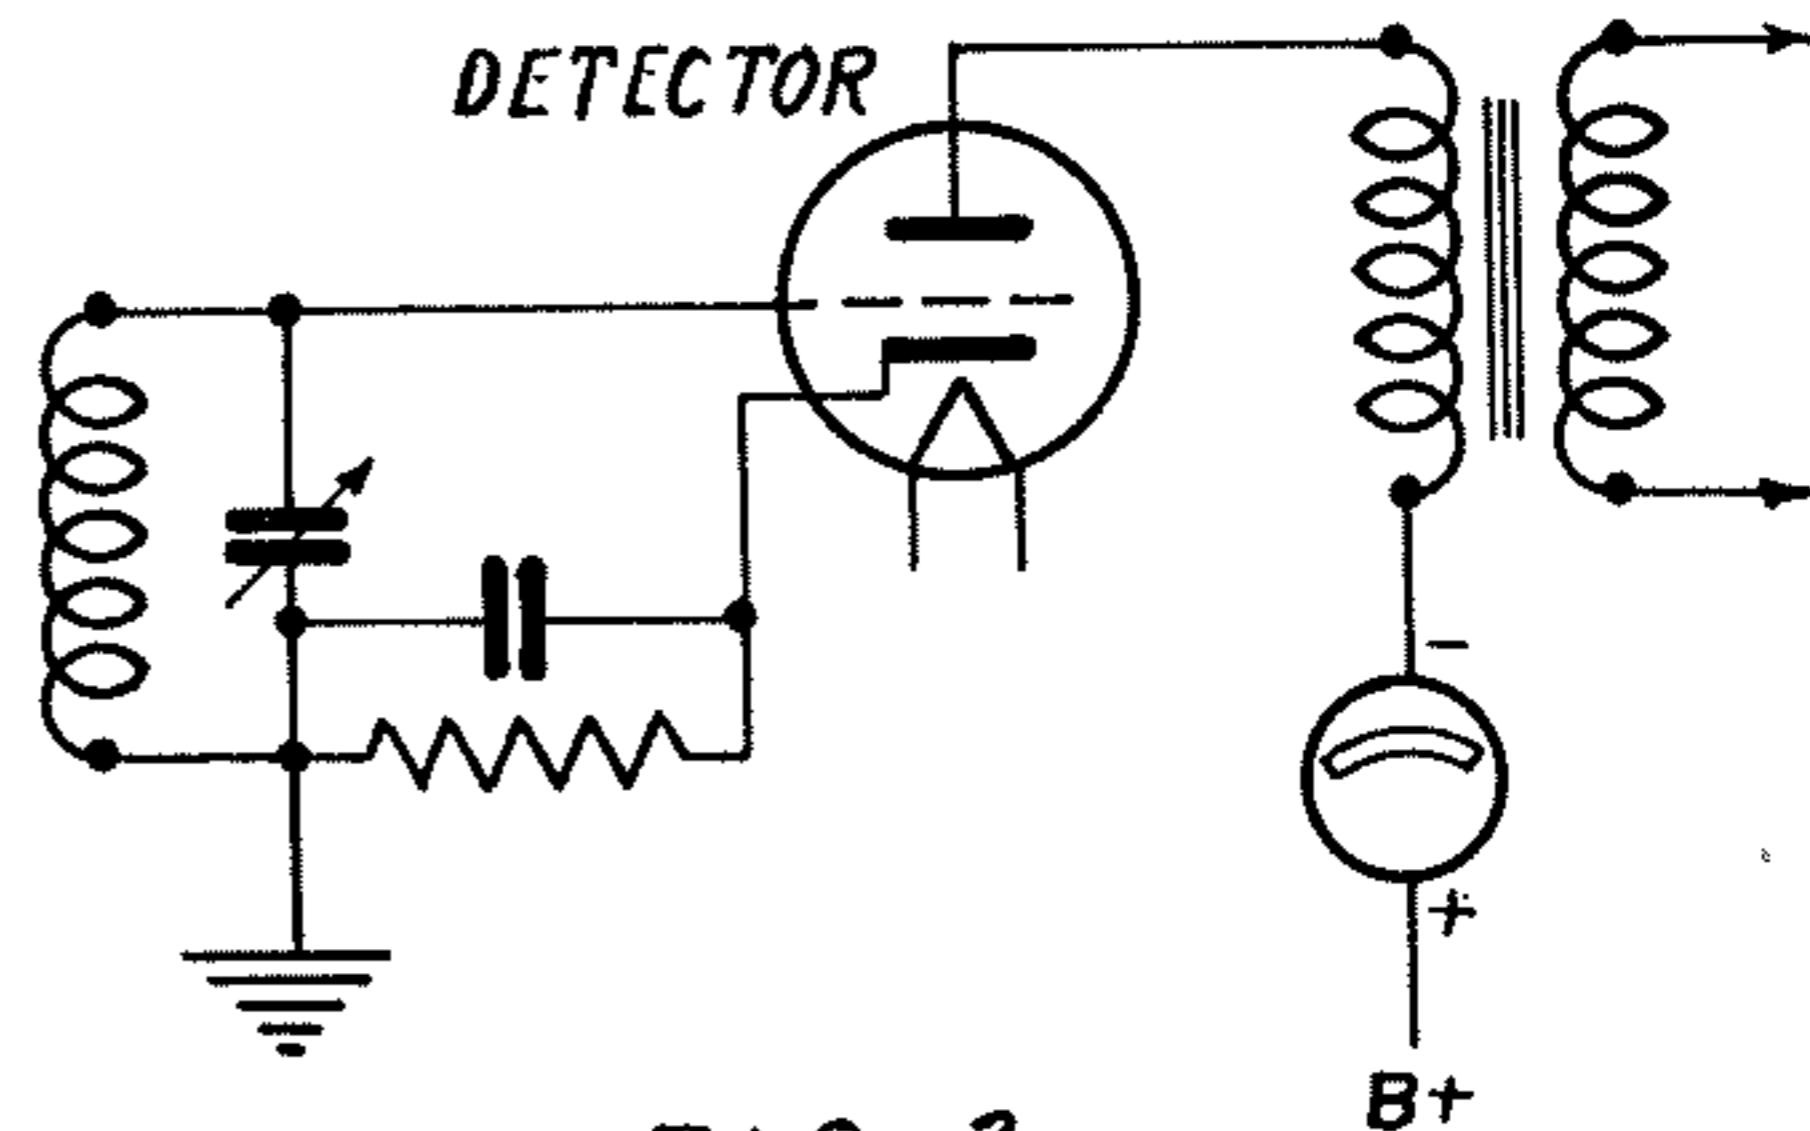 DETECTOR
-
+
B+